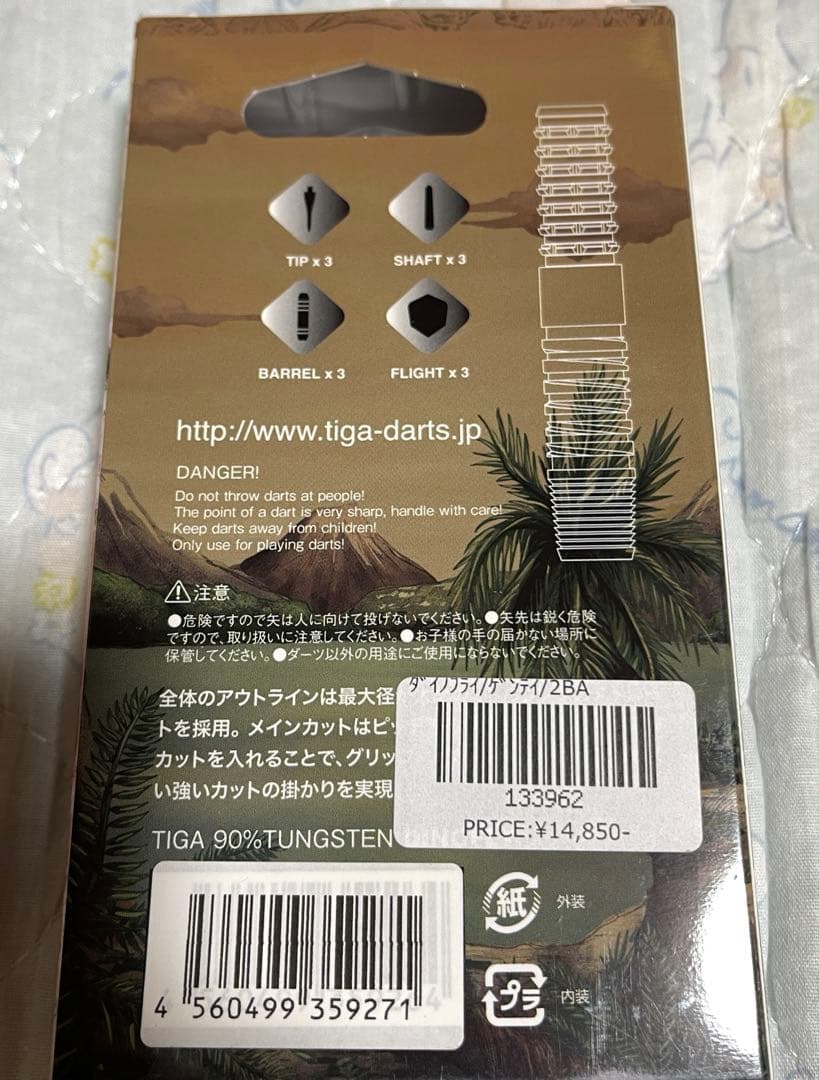 TIP x 3
SHAFT x 3
BARREL x 3
FLIGHT x 3
http://www.tiga-darts.jp
DANGER!
Do not throw darts at people!
The point of a dart is very sharp, handle with care!
Keep darts away from children!
Only use for playing darts!
注意
●危険ですので矢は人に向けて投げないでください。●矢先は鋭く危険
ですので、取り扱いに注意してください。●お子様の手の届かない場所に
保管してください。●ダーツ以外の用途にご使用にならないでください。
全体のアウトラインは最大径
トを採用。メインカットはピッ
カットを入れることで、グリッ
い強いカットの掛かりを実現
ﾀﾞｲﾉﾌﾗｲ/ｹﾞﾝﾃｲ/2BA
133962
PRICE:¥14,850-
TIGA 90%TUNGSTEN
4 560499 359271
紙 外装
プラ 内装